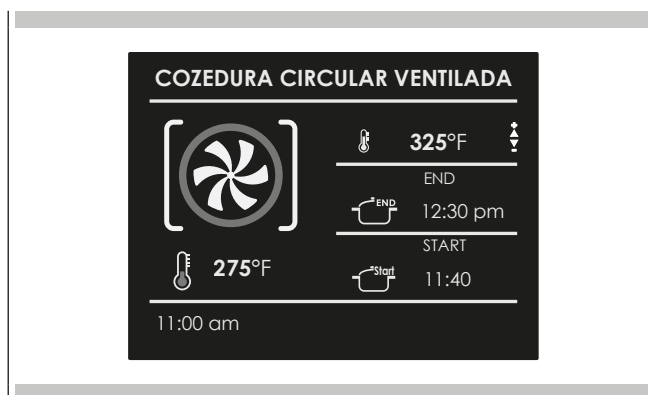 COZEDURA CIRCULAR VENTILADA
325°F
END
END
12:30 pm
START
275°F
Start
11:40
11:00 am